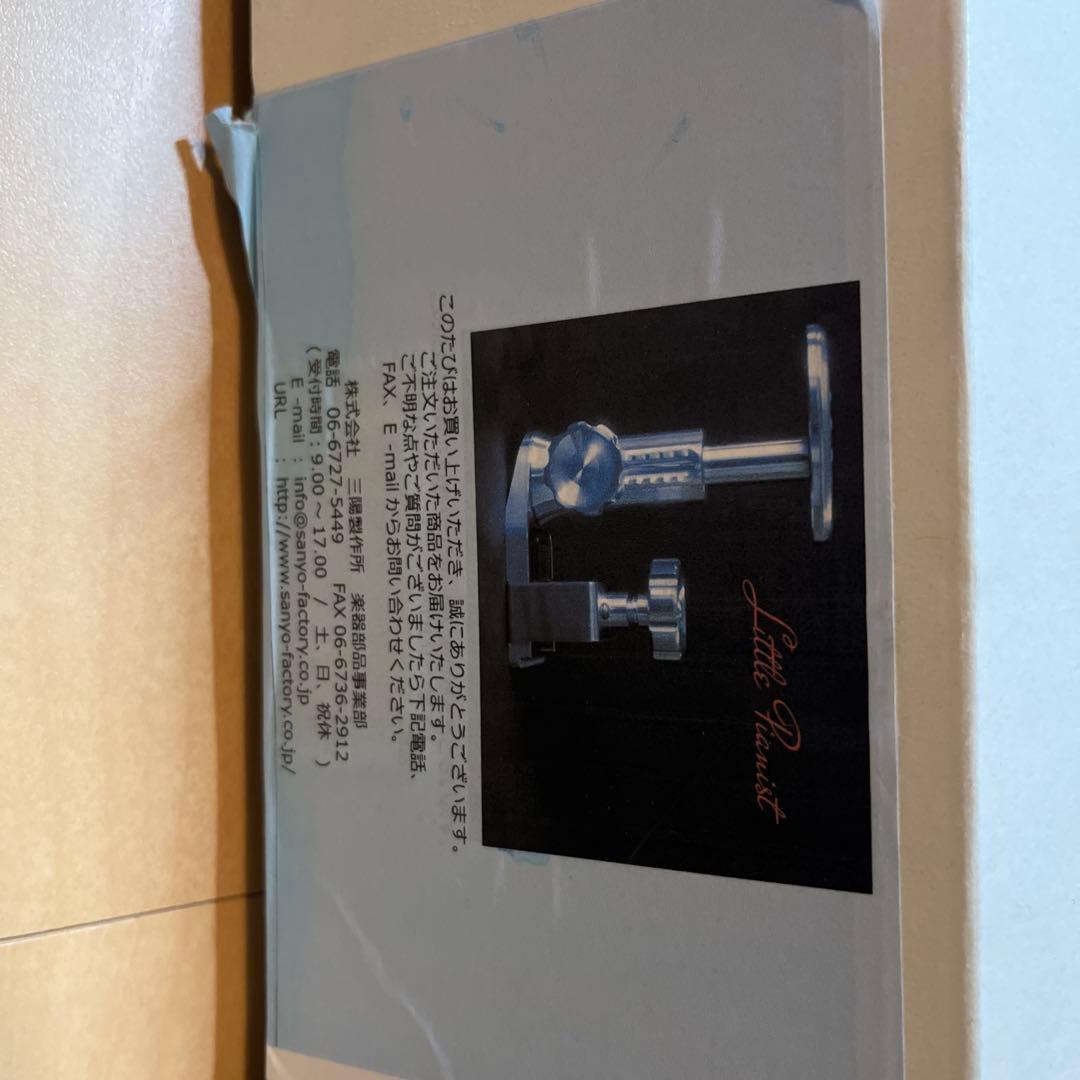 Little Pianist
このたびはお買い上げいただき、誠にありがとうございます。
ご注文いただいた商品をお届けいたします。
ご不明な点やご質問がございましたら下記電話、
FAX、E-mailからお問い合わせください。
株式会社 三陽製作所 楽器部品事業部
電話 06-6727-5449 FAX 06-6736-2912
(受付時間:9.00~17.00 / 土、日、祝休 )
E-mail : info@sanyo-factory.co.jp
URL : http://www.sanyo-factory.co.jp/